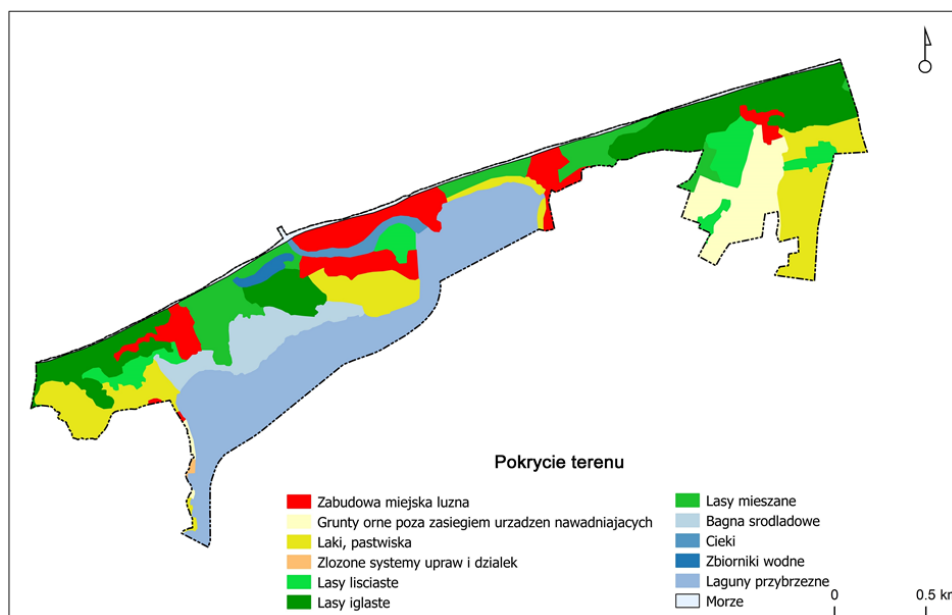 Pokrycie terenu
Zabudowa miejska luzna
Grunty orne poza zasiegiem urzadzen nawadniajacych
Laki, pastwiska
Zlozone systemy upraw i dzialek
Lasy lisciaste
Lasy iglaste
Lasy mieszane
Bagna srodladowe
Cieki
Zbiorniki wodne
Laguny przybrzezne
Morze
0 0.5 km